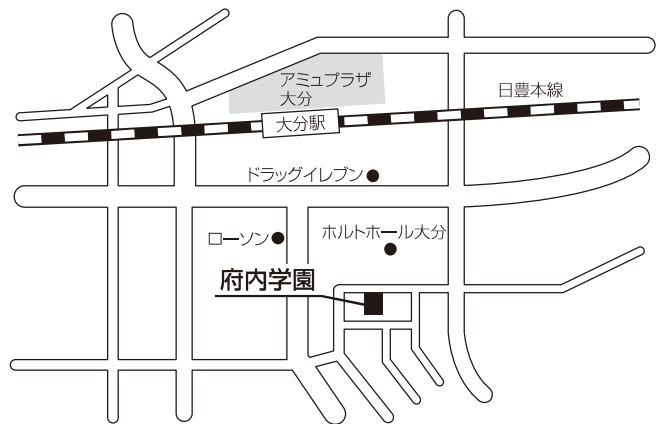 アミュプラザ
大分
日豊本線
大分駅
ドラッグイレブン
ローソン
ホルトホール大分
府内学園